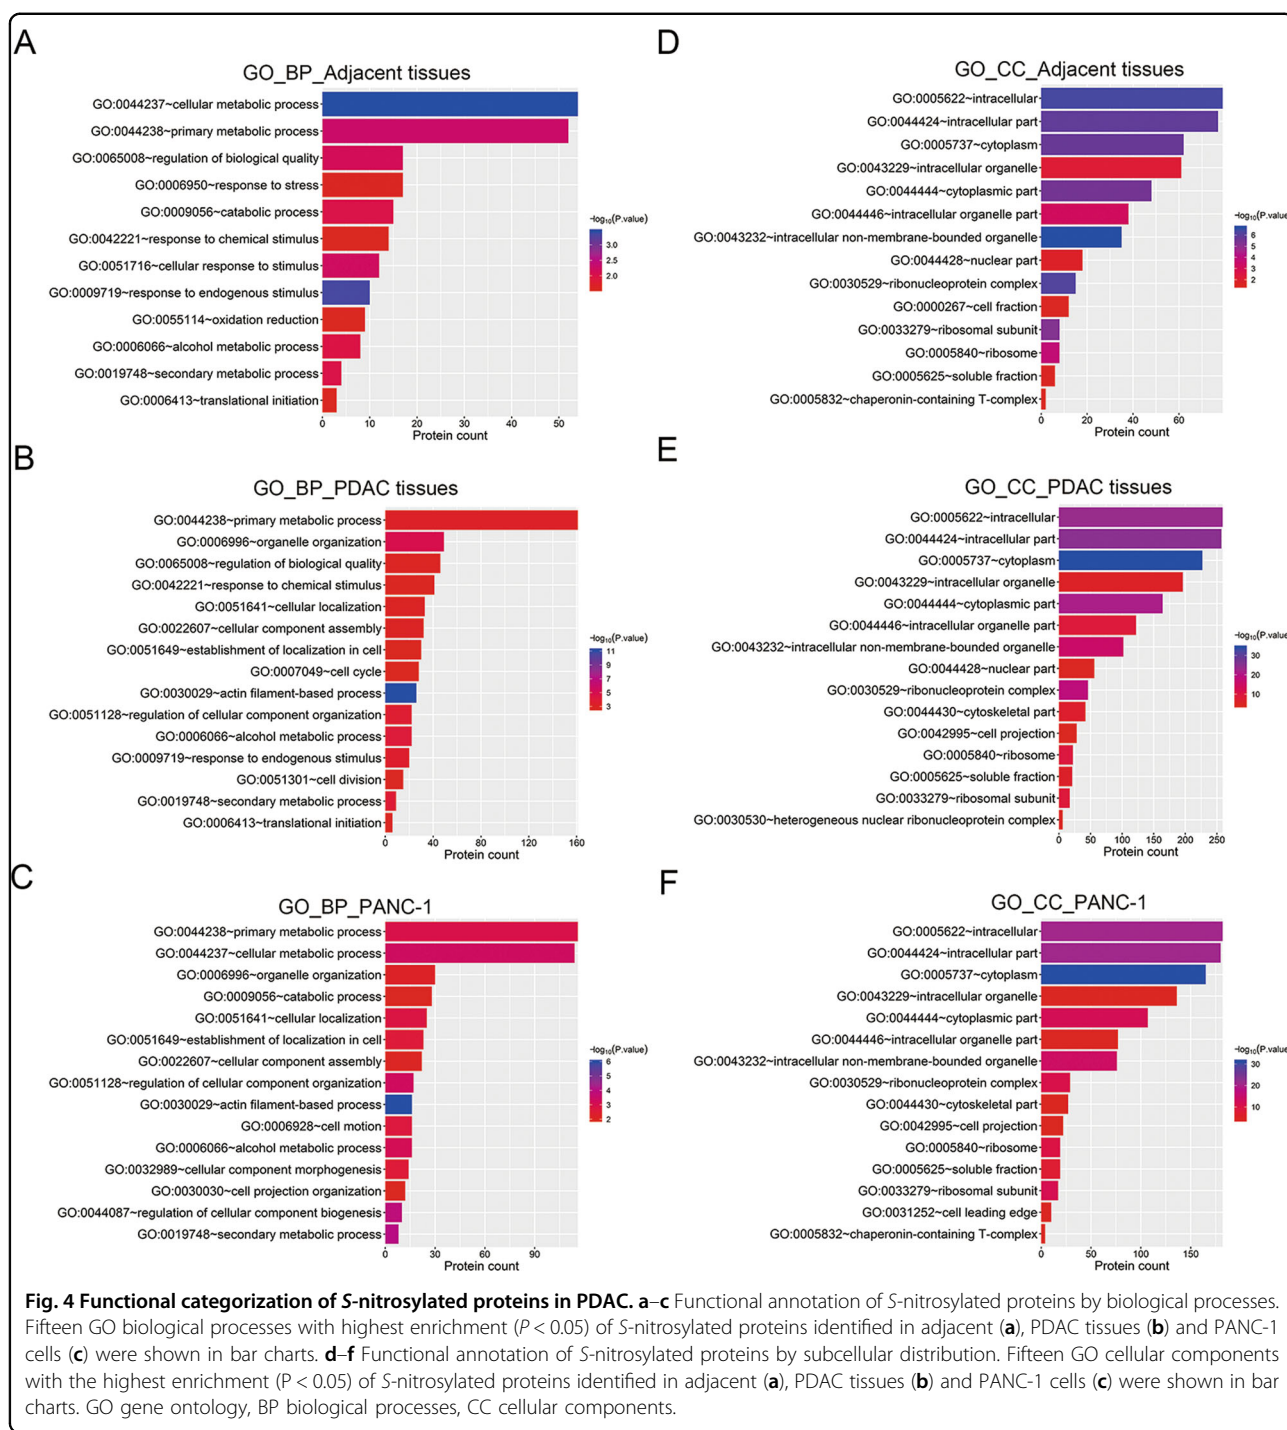 A
GO_BP_Adjacent tissues
GO:0044237~cellular metabolic process
GO:0044238~primary metabolic process
GO:0065008~regulation of biological quality
GO:0006950~response to stress
GO:0009056~catabolic process
GO:0042221~response to chemical stimulus
GO:0051716~cellular response to stimulus
GO:0009719~response to endogenous stimulus
GO:0055114~oxidation reduction
GO:0006066~alcohol metabolic process
GO:0019748~secondary metabolic process
GO:0006413~translational initiation
0 10 20 30 40 50
Protein count
-log10(P.value)
3.0
2.5
2.0
B
GO_BP_PDAC tissues
GO:0044238~primary metabolic process
GO:0006996~organelle organization
GO:0065008~regulation of biological quality
GO:0042221~response to chemical stimulus
GO:0051641~cellular localization
GO:0022607~cellular component assembly
GO:0051649~establishment of localization in cell
GO:0007049~cell cycle
GO:0030029~actin filament-based process
GO:0051128~regulation of cellular component organization
GO:0006066~alcohol metabolic process
GO:0009719~response to endogenous stimulus
GO:0051301~cell division
GO:0019748~secondary metabolic process
GO:0006413~translational initiation
0 40 80 120 160
Protein count
-log10(P.value)
11
9
7
5
3
C
GO_BP_PANC-1
GO:0044238~primary metabolic process
GO:0044237~cellular metabolic process
GO:0006996~organelle organization
GO:0009056~catabolic process
GO:0051641~cellular localization
GO:0051649~establishment of localization in cell
GO:0022607~cellular component assembly
GO:0051128~regulation of cellular component organization
GO:0030029~actin filament-based process
GO:0006928~cell motion
GO:0006066~alcohol metabolic process
GO:0032989~cellular component morphogenesis
GO:0030030~cell projection organization
GO:0044087~regulation of cellular component biogenesis
GO:0019748~secondary metabolic process
0 30 60 90
Protein count
-log10(P.value)
6
5
4
3
2
D
GO_CC_Adjacent tissues
GO:0005622~intracellular
GO:0044424~intracellular part
GO:0005737~cytoplasm
GO:0043229~intracellular organelle
GO:0044444~cytoplasmic part
GO:0044446~intracellular organelle part
GO:0043232~intracellular non-membrane-bounded organelle
GO:0044428~nuclear part
GO:0030529~ribonucleoprotein complex
GO:0000267~cell fraction
GO:0033279~ribosomal subunit
GO:0005840~ribosome
GO:0005625~soluble fraction
GO:0005832~chaperonin-containing T-complex
0 20 40 60
Protein count
-log10(P.value)
6
5
4
3
2
E
GO_CC_PDAC tissues
GO:0005622~intracellular
GO:0044424~intracellular part
GO:0005737~cytoplasm
GO:0043229~intracellular organelle
GO:0044444~cytoplasmic part
GO:0044446~intracellular organelle part
GO:0043232~intracellular non-membrane-bounded organelle
GO:0044428~nuclear part
GO:0030529~ribonucleoprotein complex
GO:0044430~cytoskeletal part
GO:0042995~cell projection
GO:0005840~ribosome
GO:0005625~soluble fraction
GO:0033279~ribosomal subunit
GO:0030530~heterogeneous nuclear ribonucleoprotein complex
0 50 100 150 200 250
Protein count
-log10(P.value)
30
20
10
F
GO_CC_PANC-1
GO:0005622~intracellular
GO:0044424~intracellular part
GO:0005737~cytoplasm
GO:0043229~intracellular organelle
GO:0044444~cytoplasmic part
GO:0044446~intracellular organelle part
GO:0043232~intracellular non-membrane-bounded organelle
GO:0030529~ribonucleoprotein complex
GO:0044430~cytoskeletal part
GO:0042995~cell projection
GO:0005840~ribosome
GO:0005625~soluble fraction
GO:0033279~ribosomal subunit
GO:0031252~cell leading edge
GO:0005832~chaperonin-containing T-complex
0 50 100 150
Protein count
-log10(P.value)
30
20
10
Fig. 4 Functional categorization of S-nitrosylated proteins in PDAC. a–c Functional annotation of S-nitrosylated proteins by biological processes.
Fifteen GO biological processes with highest enrichment (P < 0.05) of S-nitrosylated proteins identified in adjacent (a), PDAC tissues (b) and PANC-1
cells (c) were shown in bar charts. d–f Functional annotation of S-nitrosylated proteins by subcellular distribution. Fifteen GO cellular components
with the highest enrichment (P < 0.05) of S-nitrosylated proteins identified in adjacent (a), PDAC tissues (b) and PANC-1 cells (c) were shown in bar
charts. GO gene ontology, BP biological processes, CC cellular components.